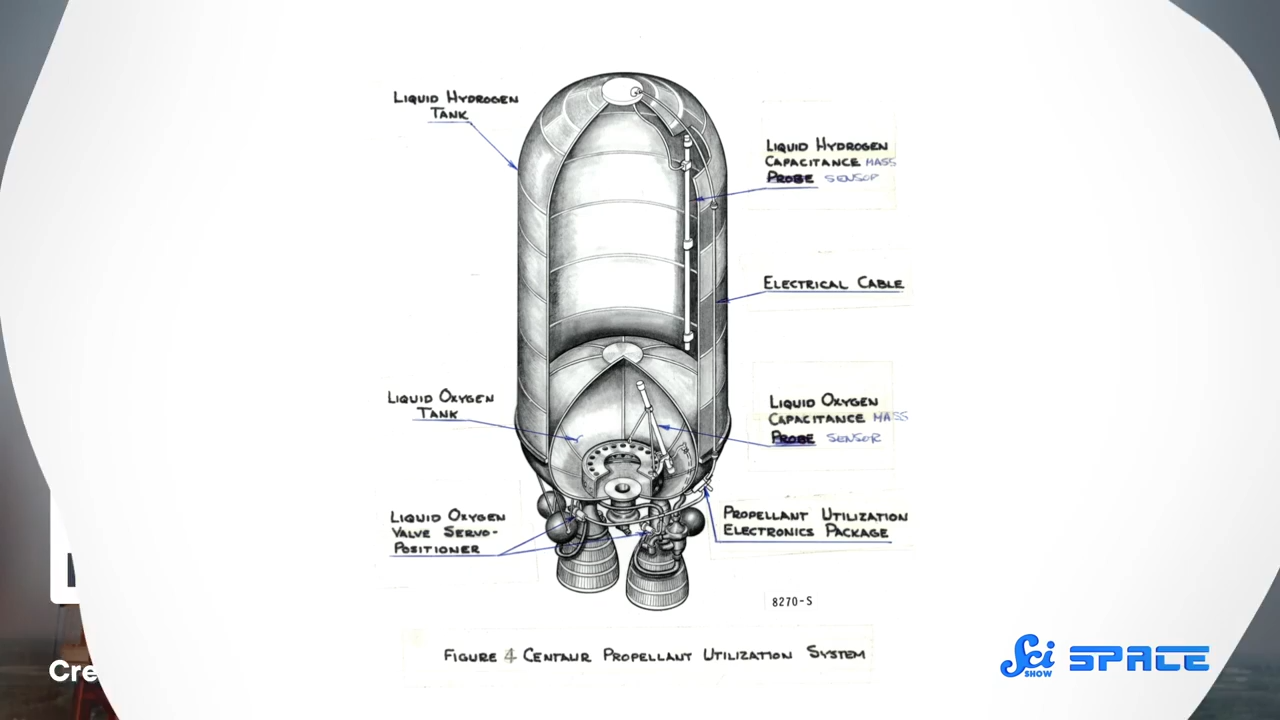 LIQUID HYDROGEN
TANK
LIQUID HYDROGEN
CAPACITANCE MASS
PROBE SENSOR
ELECTRICAL CABLE
LIQUID OXYGEN
TANK
LIQUID OXYGEN
CAPACITANCE MASS
PROBE SENSOR
LIQUID OXYGEN
VALVE SERVO-
POSITIONER
PROPELLANT UTILIZATION
ELECTRONICS PACKAGE
8270-S
FIGURE 4 CENTAUR PROPELLANT UTILIZATION SYSTEM
Cre
Sci SHOW SPACE